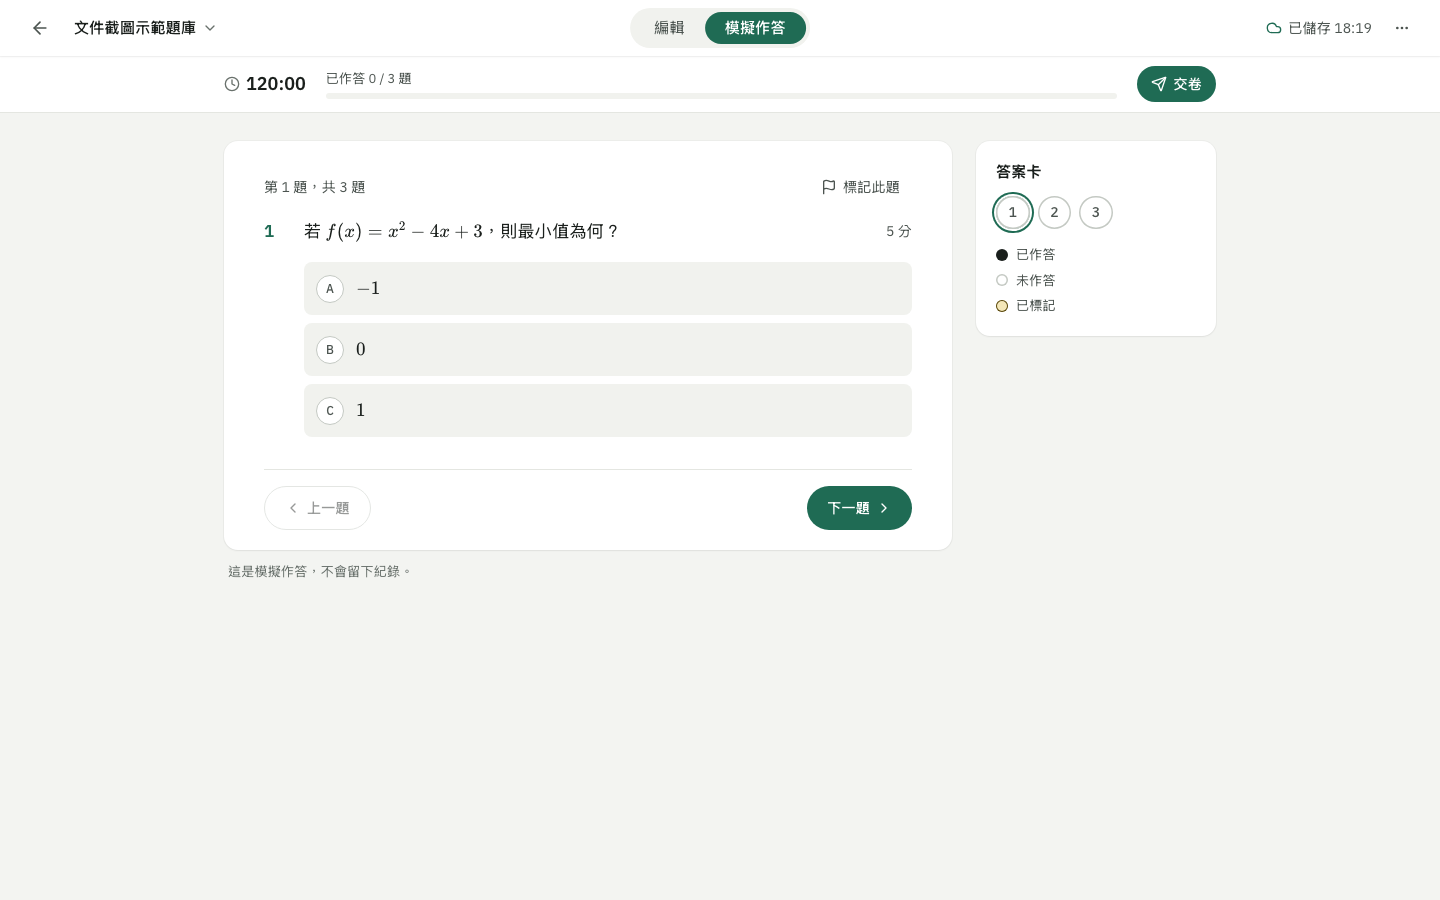 文件截圖示範題庫
編輯
模擬作答
已儲存 18:19
120:00
已作答 0 / 3 題
交卷
第 1 題，共 3 題
標記此題
1 若 f(x) = x² − 4x + 3，則最小值為何？ 5 分
A −1
B 0
C 1
上一題
下一題
這是模擬作答，不會留下紀錄。
答案卡
1 2 3
已作答
未作答
已標記